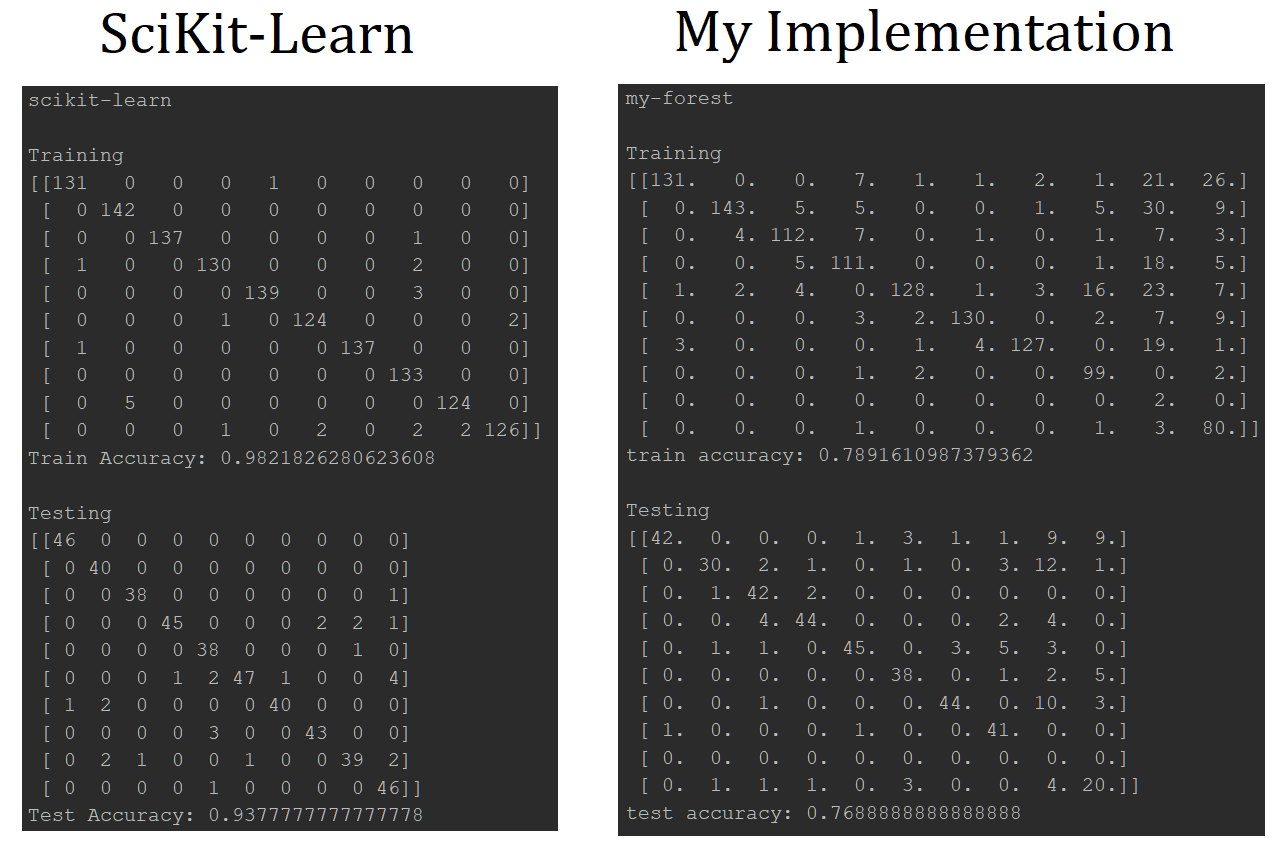 SciKit-Learn
scikit-learn
Training
[[131 0 0 0 1 0 0 0 0 0]
[ 0 142 0 0 0 0 0 0 0 0]
[ 0 0 137 0 0 0 0 1 0 0]
[ 1 0 0 130 0 0 0 2 0 0]
[ 0 0 0 0 139 0 0 3 0 0]
[ 0 0 0 1 0 124 0 0 0 2]
[ 1 0 0 0 0 0 137 0 0 0]
[ 0 0 0 0 0 0 0 133 0 0]
[ 0 5 0 0 0 0 0 0 124 0]
[ 0 0 0 1 0 2 0 2 2 126]]
Train Accuracy: 0.9821826280623608
Testing
[[46 0 0 0 0 0 0 0 0 0]
[ 0 40 0 0 0 0 0 0 0 0]
[ 0 0 38 0 0 0 0 0 0 1]
[ 0 0 0 45 0 0 0 2 2 1]
[ 0 0 0 0 38 0 0 0 1 0]
[ 0 0 0 1 2 47 1 0 0 4]
[ 1 2 0 0 0 0 40 0 0 0]
[ 0 0 0 0 3 0 0 43 0 0]
[ 0 2 1 0 0 1 0 0 39 2]
[ 0 0 0 0 1 0 0 0 0 46]]
Test Accuracy: 0.9377777777777778
My Implementation
my-forest
Training
[[131. 0. 0. 7. 1. 1. 2. 1. 21. 26.]
[ 0. 143. 5. 5. 0. 0. 1. 5. 30. 9.]
[ 0. 4. 112. 7. 0. 1. 0. 1. 7. 3.]
[ 0. 0. 5. 111. 0. 0. 0. 1. 18. 5.]
[ 1. 2. 4. 0. 128. 1. 3. 16. 23. 7.]
[ 0. 0. 0. 3. 2. 130. 0. 2. 7. 9.]
[ 3. 0. 0. 0. 1. 4. 127. 0. 19. 1.]
[ 0. 0. 0. 1. 2. 0. 0. 99. 0. 2.]
[ 0. 0. 0. 0. 0. 0. 0. 0. 2. 0.]
[ 0. 0. 0. 1. 0. 0. 0. 1. 3. 80.]]
train accuracy: 0.7891610987379362
Testing
[[42. 0. 0. 0. 1. 3. 1. 1. 9. 9.]
[ 0. 30. 2. 1. 0. 1. 0. 3. 12. 1.]
[ 0. 1. 42. 2. 0. 0. 0. 0. 0. 0.]
[ 0. 0. 4. 44. 0. 0. 0. 2. 4. 0.]
[ 0. 1. 1. 0. 45. 0. 3. 5. 3. 0.]
[ 0. 0. 0. 0. 0. 38. 0. 1. 2. 5.]
[ 0. 0. 1. 0. 0. 0. 44. 0. 10. 3.]
[ 1. 0. 0. 0. 1. 0. 0. 41. 0. 0.]
[ 0. 0. 0. 0. 0. 0. 0. 0. 0. 0.]
[ 0. 1. 1. 1. 0. 3. 0. 0. 4. 20.]]
test accuracy: 0.7688888888888888